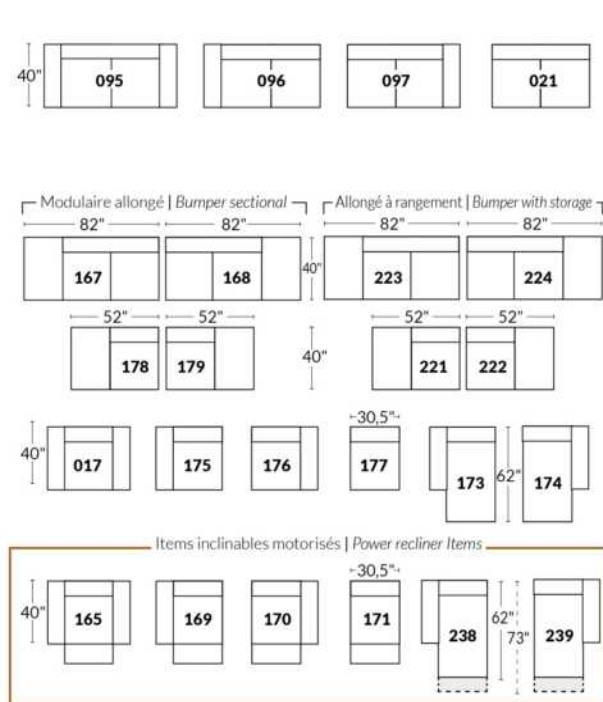 40"
095 096 097 021
Modulaire allongé | Bumper sectional Allongé à rangement | Bumper with storage
82" 82" 82" 82"
167 168 40" 223 224
52" 52" 52" 52"
178 179 40" 221 222
30,5"
40" 017 175 176 177 173 62" 174
Items inclinables motorisés | Power recliner Items
30,5"
40" 165 169 170 171 238 62" 73" 239